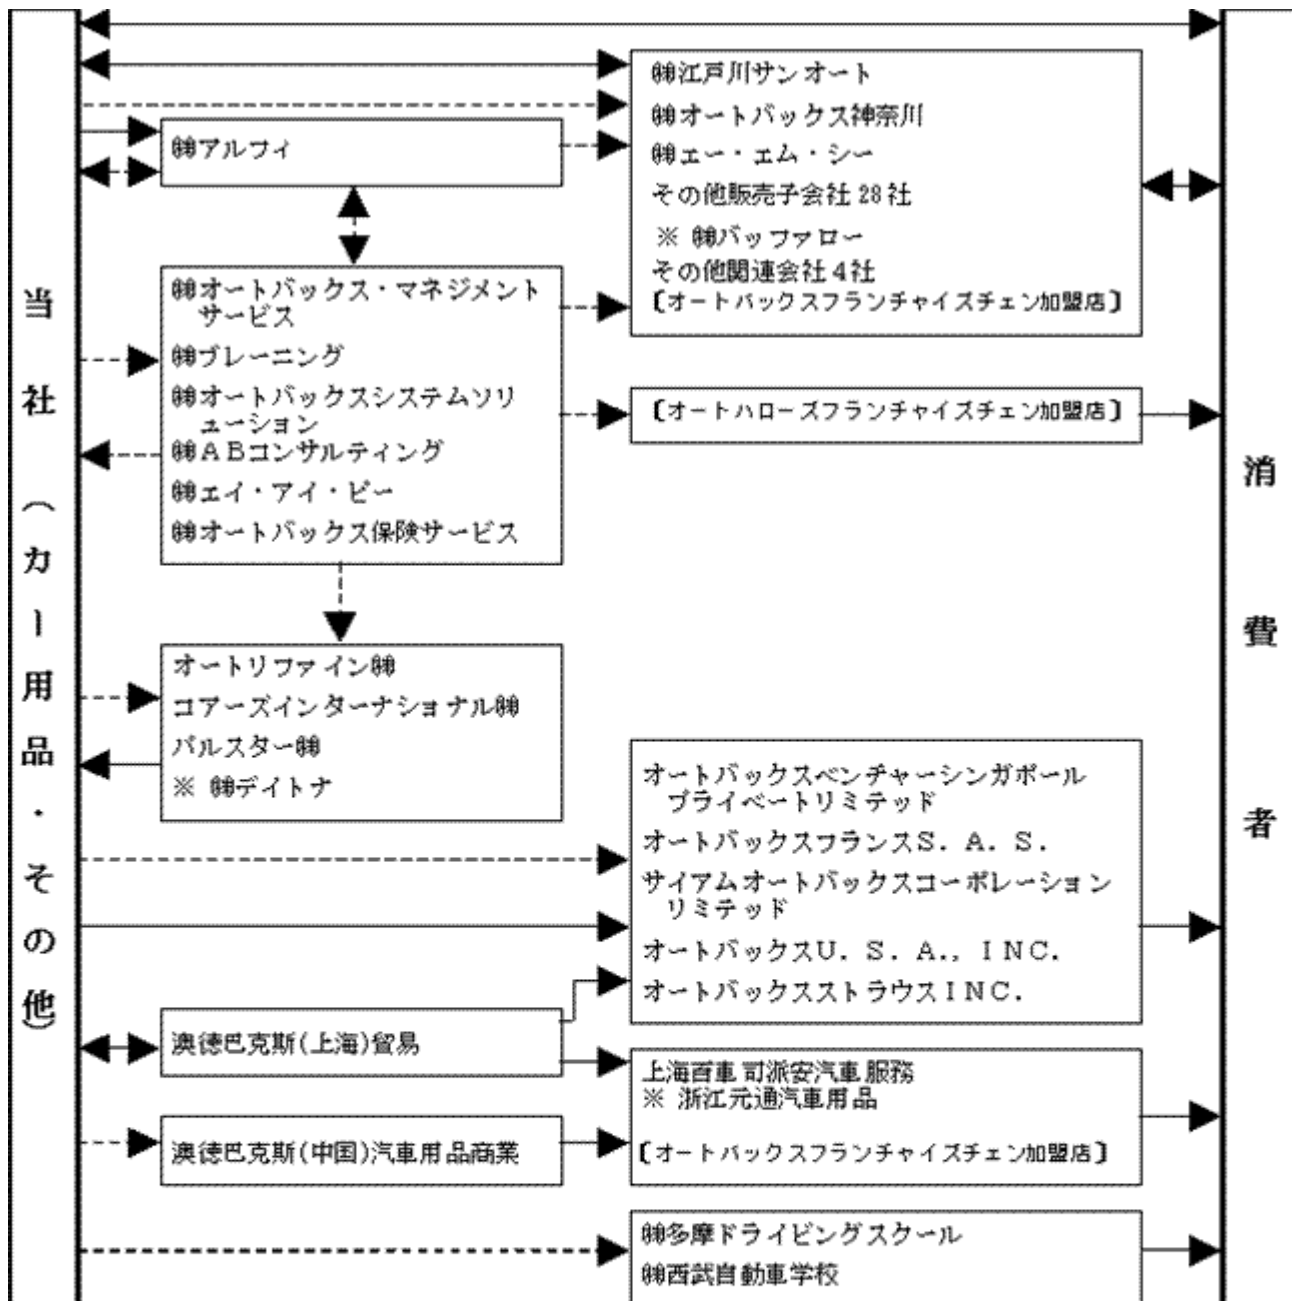 当社（カー用品・その他）
㈱アルフィ
㈱オートバックス・マネジメント
サービス
㈱ブレーニング
㈱オートバックスシステムソリ
ューション
㈱ＡＢコンサルティング
㈱エイ・アイ・ピー
㈱オートバックス保険サービス
オートリファイン㈱
コアーズインターナショナル㈱
パルスター㈱
※ ㈱デイトナ
澳徳巴克斯(上海)貿易
澳徳巴克斯(中国)汽車用品商業
㈱江戸川サンオート
㈱オートバックス神奈川
㈱エー・エム・シー
その他販売子会社 28 社
※ ㈱バッファロー
その他関連会社 4 社
〔オートバックスフランチャイズチェン加盟店〕
〔オートハローズフランチャイズチェン加盟店〕
オートバックスベンチャーシンガポール
プライベートリミテッド
オートバックスフランスＳ．Ａ．Ｓ．
サイアムオートバックスコーポレーション
リミテッド
オートバックスＵ．Ｓ．Ａ．，ＩＮＣ．
オートバックスストラウスＩＮＣ．
上海百車司派安汽車服務
※ 浙江元通汽車用品
〔オートバックスフランチャイズチェン加盟店〕
㈱多摩ドライビングスクール
㈱西武自動車学校
消費者